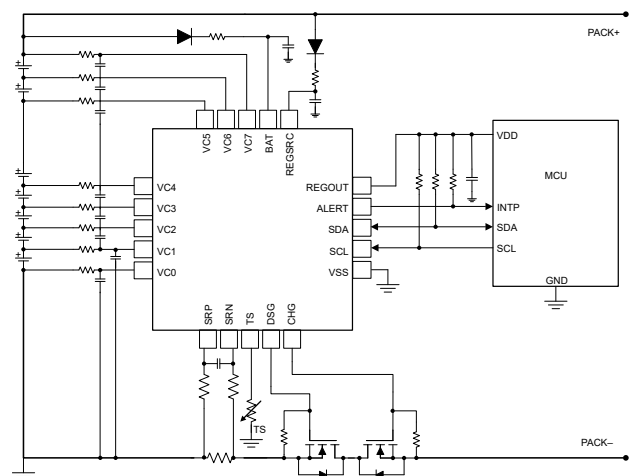 PACK+
VC5
VC6
VC7
BAT
REGSRC
VC4
VC3
VC2
VC1
VC0
REGOUT
ALERT
SDA
SCL
VSS
SRP
SRN
TS
DSG
CHG
VDD
MCU
INTP
SDA
SCL
GND
TS
PACK–
+
+
+
+
+
+
+